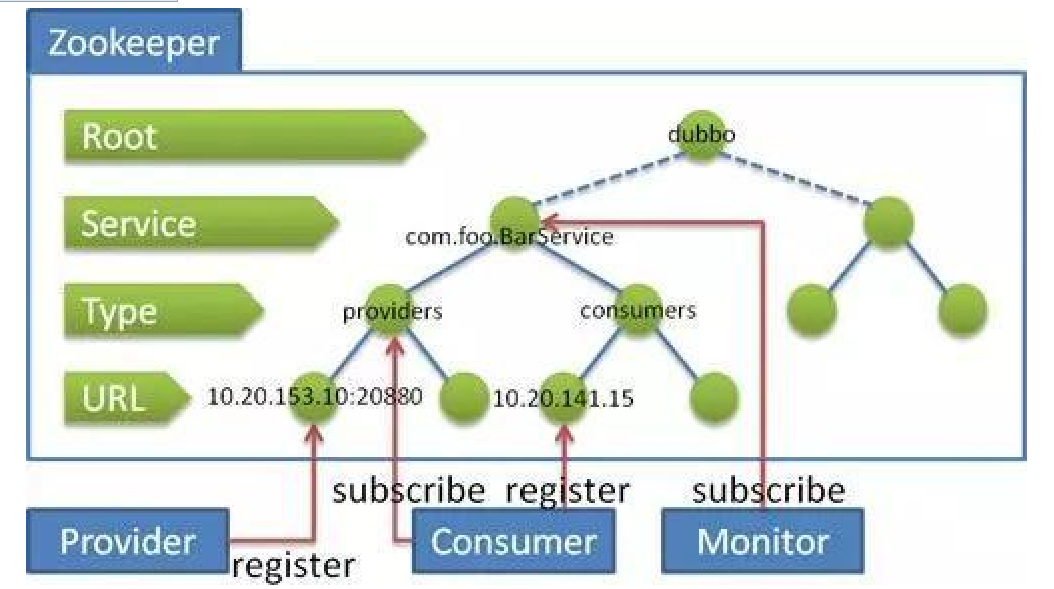 Zookeeper
Root
dubbo
Service
com.foo.BarService
Type
providers
consumers
URL
10.20.153.10:20880
10.20.141.15
subscribe
register
subscribe
Provider
register
Consumer
Monitor